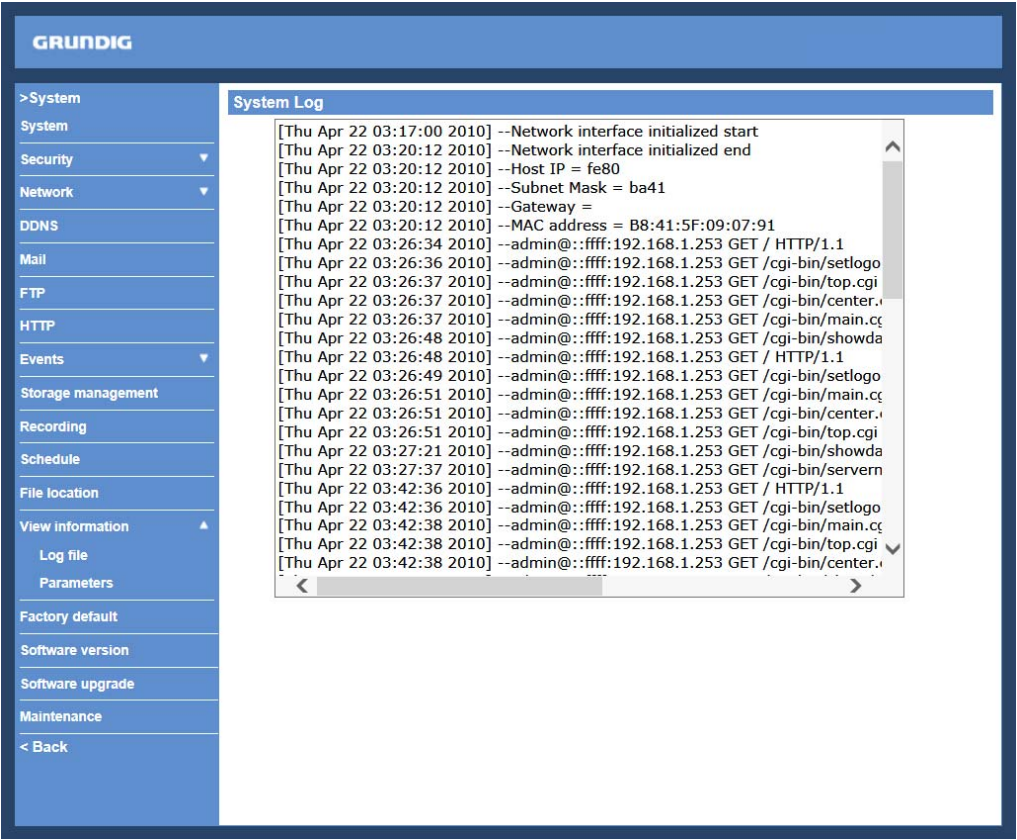 GRUNDIG
>System
System
Security
Network
DDNS
Mail
FTP
HTTP
Events
Storage management
Recording
Schedule
File location
View information
Log file
Parameters
Factory default
Software version
Software upgrade
Maintenance
< Back
System Log
[Thu Apr 22 03:17:00 2010] --Network interface initialized start
[Thu Apr 22 03:20:12 2010] --Network interface initialized end
[Thu Apr 22 03:20:12 2010] --Host IP = fe80
[Thu Apr 22 03:20:12 2010] --Subnet Mask = ba41
[Thu Apr 22 03:20:12 2010] --Gateway =
[Thu Apr 22 03:20:12 2010] --MAC address = B8:41:5F:09:07:91
[Thu Apr 22 03:26:34 2010] --admin@::ffff:192.168.1.253 GET / HTTP/1.1
[Thu Apr 22 03:26:36 2010] --admin@::ffff:192.168.1.253 GET /cgi-bin/setlogo
[Thu Apr 22 03:26:37 2010] --admin@::ffff:192.168.1.253 GET /cgi-bin/top.cgi
[Thu Apr 22 03:26:37 2010] --admin@::ffff:192.168.1.253 GET /cgi-bin/center.
[Thu Apr 22 03:26:37 2010] --admin@::ffff:192.168.1.253 GET /cgi-bin/main.cg
[Thu Apr 22 03:26:48 2010] --admin@::ffff:192.168.1.253 GET /cgi-bin/showda
[Thu Apr 22 03:26:48 2010] --admin@::ffff:192.168.1.253 GET / HTTP/1.1
[Thu Apr 22 03:26:49 2010] --admin@::ffff:192.168.1.253 GET /cgi-bin/setlogo
[Thu Apr 22 03:26:51 2010] --admin@::ffff:192.168.1.253 GET /cgi-bin/main.cg
[Thu Apr 22 03:26:51 2010] --admin@::ffff:192.168.1.253 GET /cgi-bin/center.
[Thu Apr 22 03:26:51 2010] --admin@::ffff:192.168.1.253 GET /cgi-bin/top.cgi
[Thu Apr 22 03:27:21 2010] --admin@::ffff:192.168.1.253 GET /cgi-bin/showda
[Thu Apr 22 03:27:37 2010] --admin@::ffff:192.168.1.253 GET /cgi-bin/servern
[Thu Apr 22 03:42:36 2010] --admin@::ffff:192.168.1.253 GET / HTTP/1.1
[Thu Apr 22 03:42:36 2010] --admin@::ffff:192.168.1.253 GET /cgi-bin/setlogo
[Thu Apr 22 03:42:38 2010] --admin@::ffff:192.168.1.253 GET /cgi-bin/main.cg
[Thu Apr 22 03:42:38 2010] --admin@::ffff:192.168.1.253 GET /cgi-bin/top.cgi
[Thu Apr 22 03:42:38 2010] --admin@::ffff:192.168.1.253 GET /cgi-bin/center.